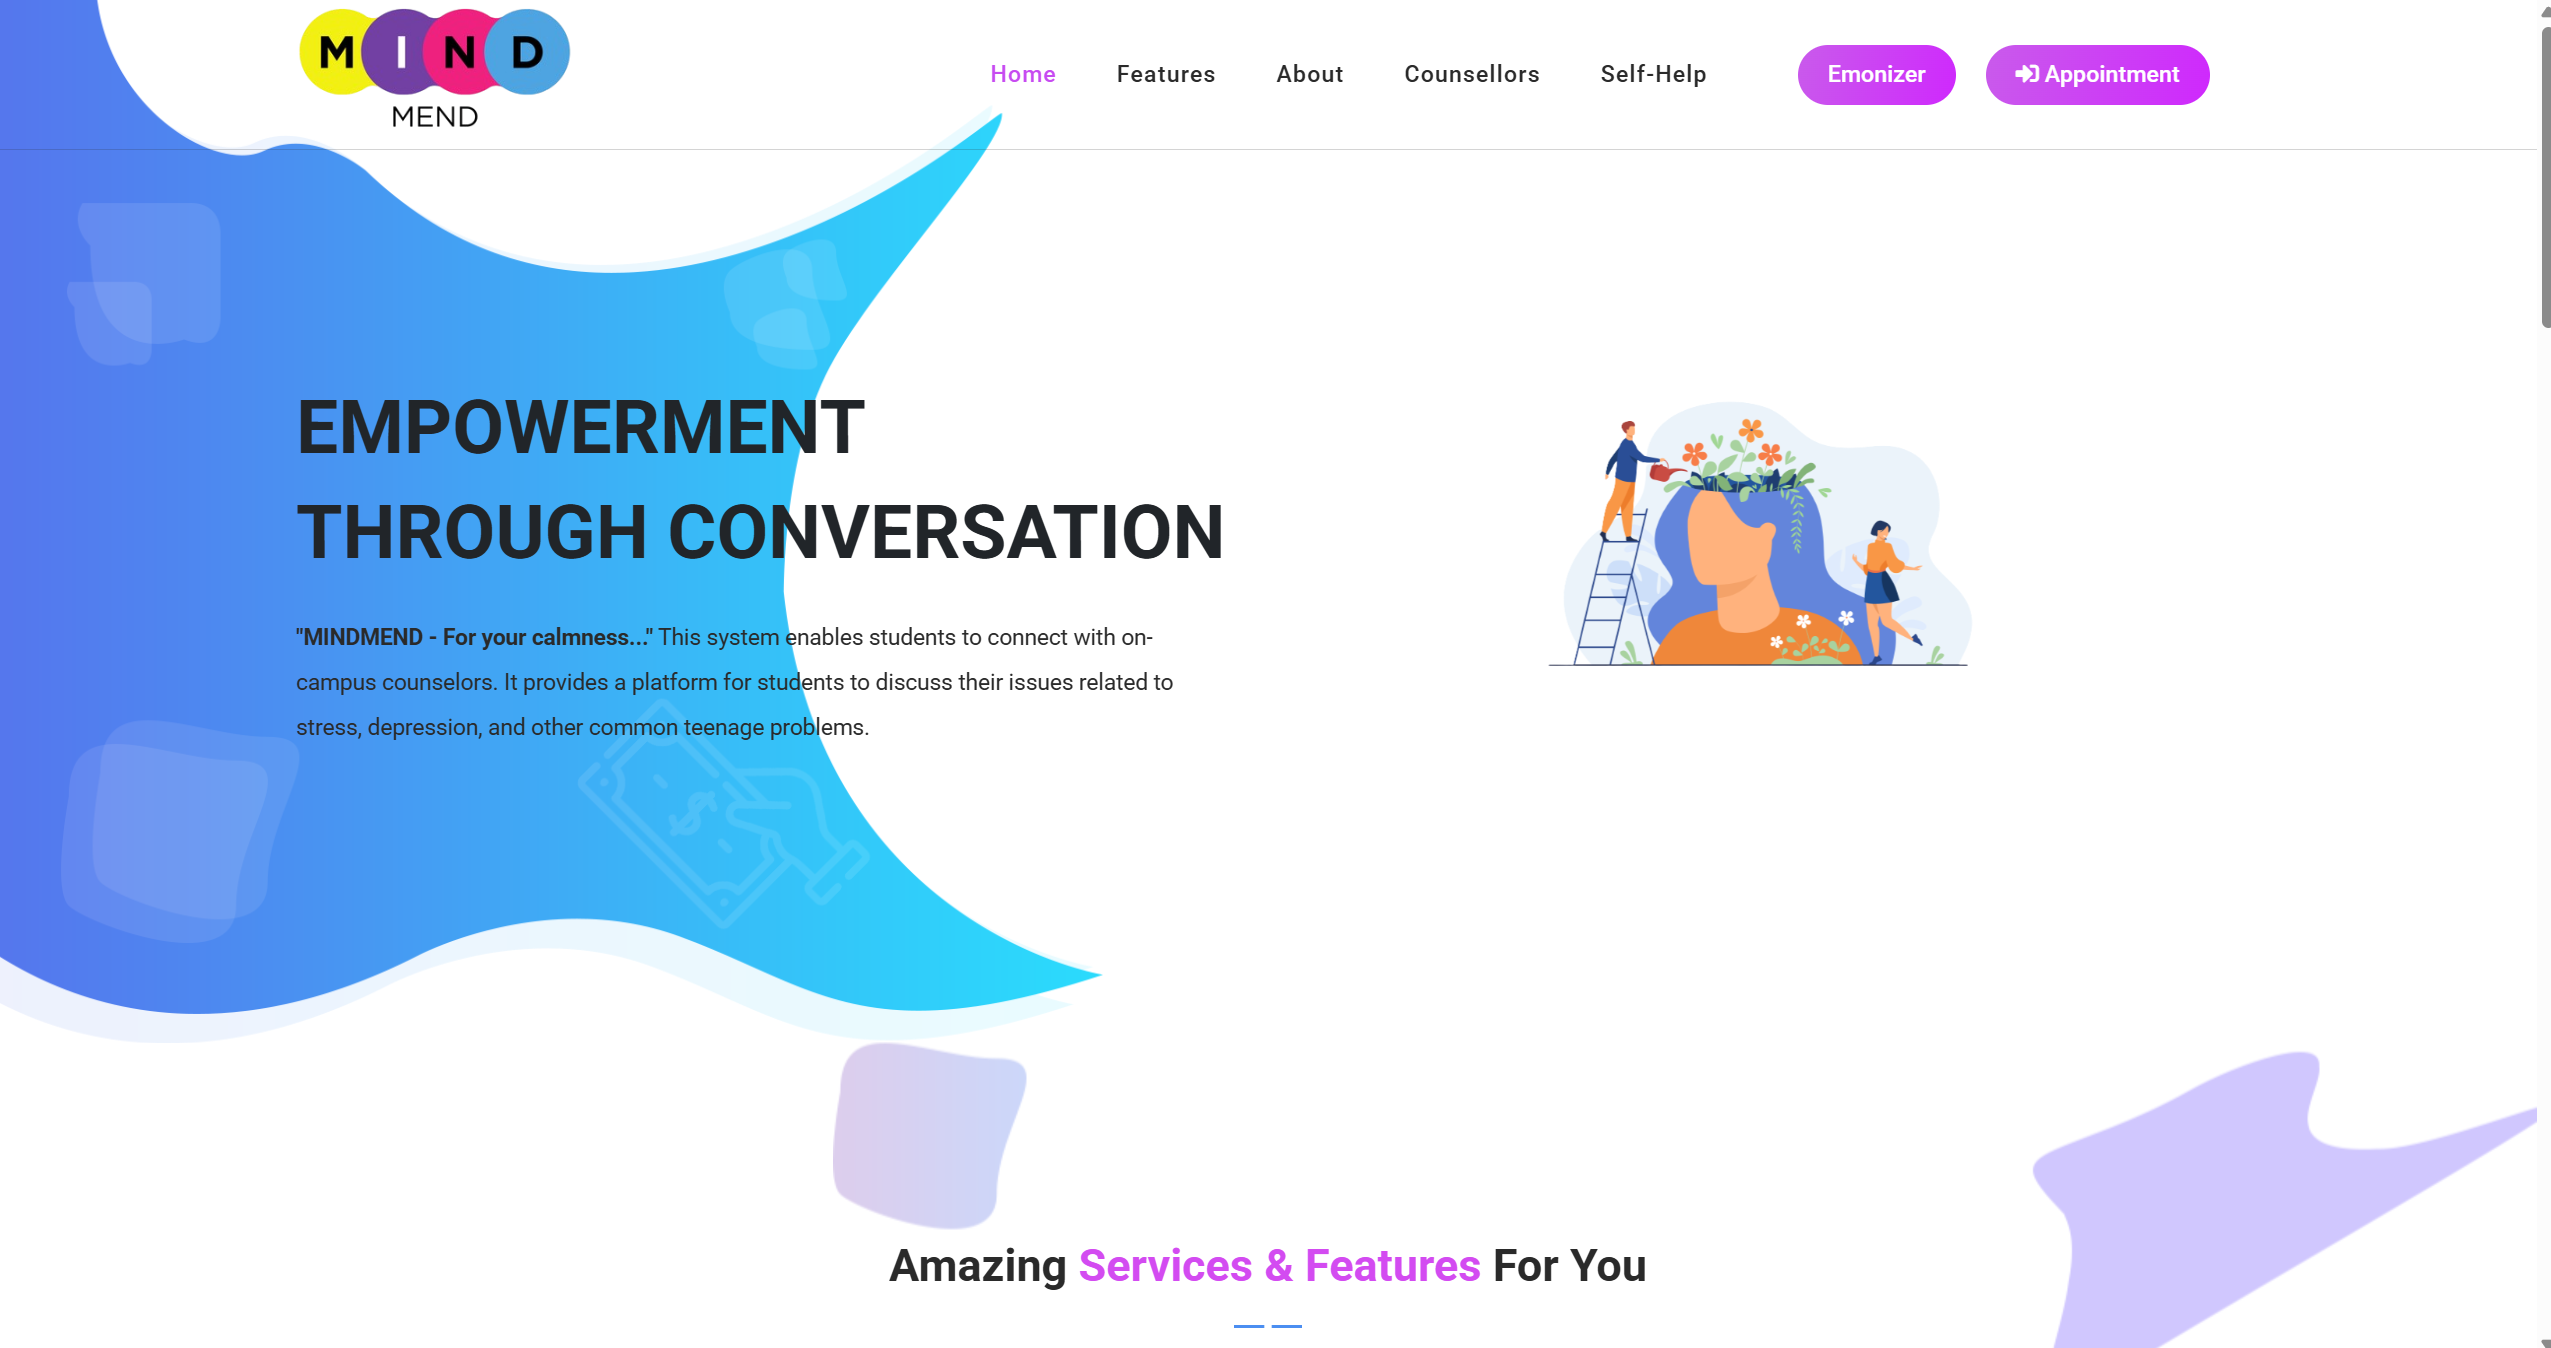 M I N D
MEND
Home Features About Counsellors Self-Help Emonizer Appointment
EMPOWERMENT
THROUGH CONVERSATION
"MINDMEND - For your calmness..." This system enables students to connect with on-
campus counselors. It provides a platform for students to discuss their issues related to
stress, depression, and other common teenage problems.
$
Amazing Services & Features For You